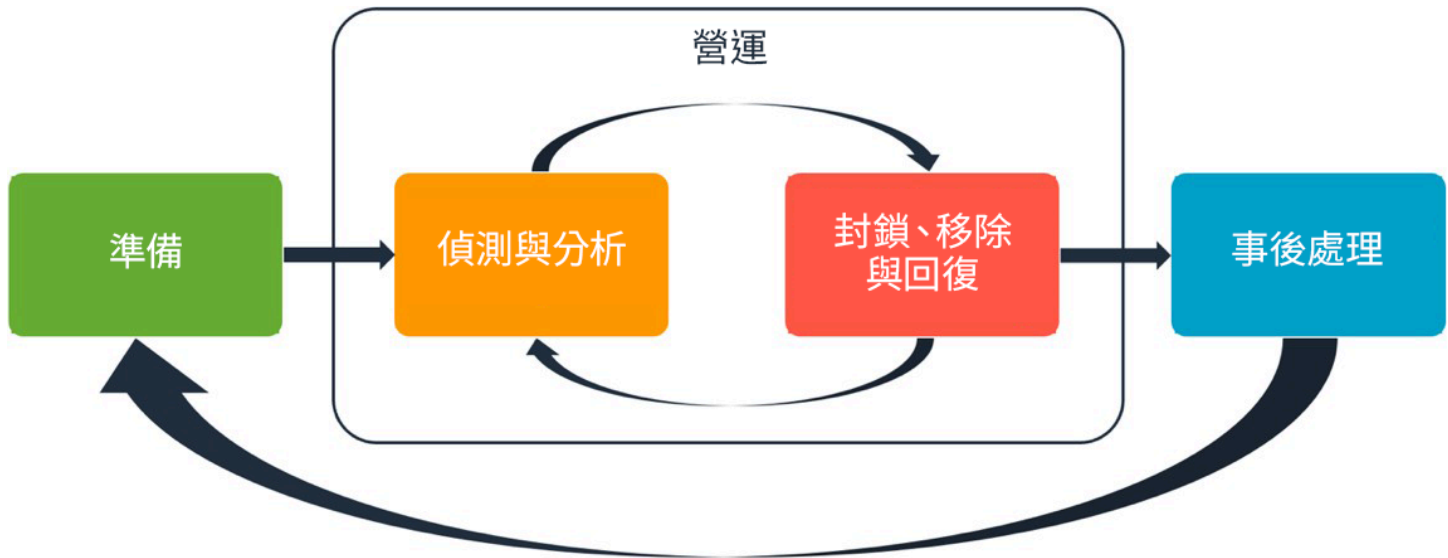 營運
準備
偵測與分析
封鎖、移除
與回復
事後處理